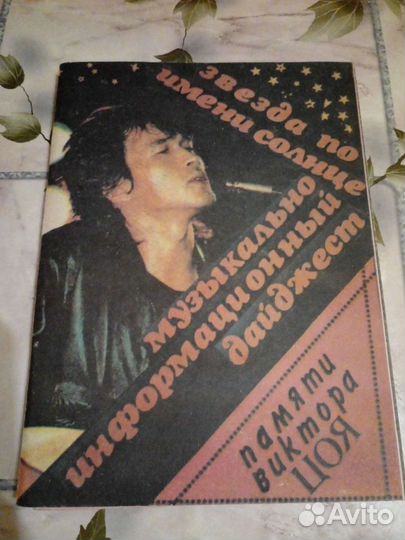 звезда по
имени солнце
музыкально
информационный
дайджест
памяти
виктора
ЦОЯ
Avito